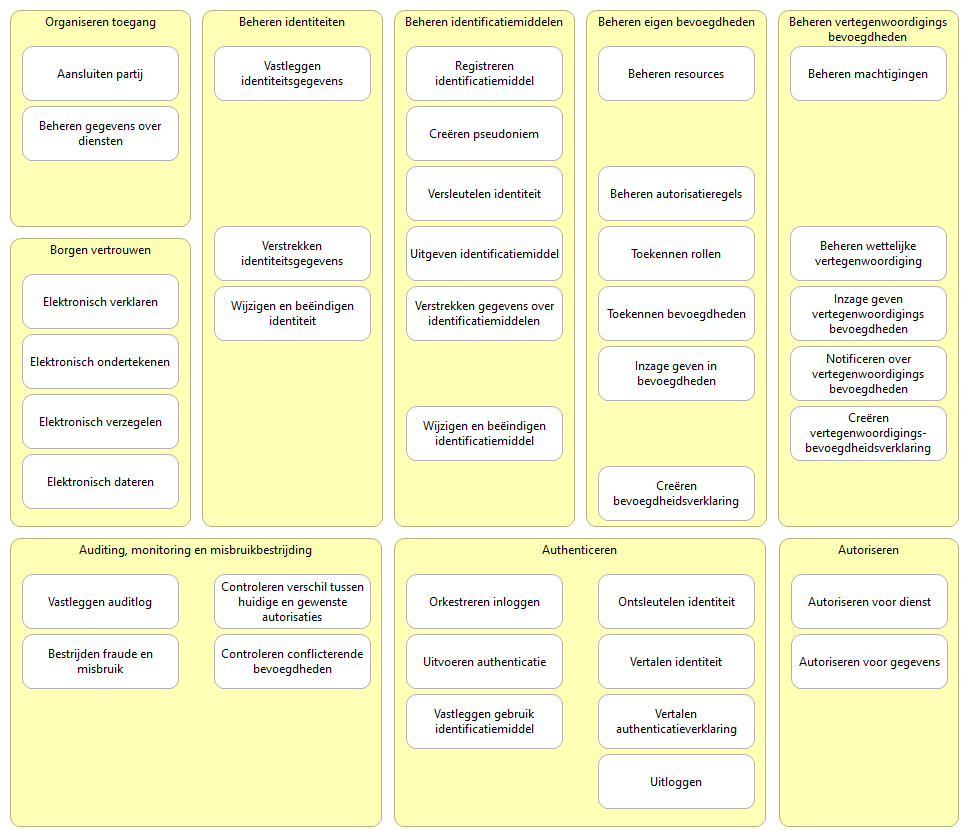 Organiseren toegang
Aansluiten partij
Beheren gegevens over
diensten
Borgen vertrouwen
Elektronisch verklaren
Elektronisch ondertekenen
Elektronisch verzegelen
Elektronisch dateren
Beheren identiteiten
Vastleggen
identiteitsgegevens
Verstrekken
identiteitsgegevens
Wijzigen en beëindigen
identiteit
Beheren identificatiemiddelen
Registreren
identificatiemiddel
Creëren pseudoniem
Versleutelen identiteit
Uitgeven identificatiemiddel
Verstrekken gegevens over
identificatiemiddelen
Wijzigen en beëindigen
identificatiemiddel
Beheren eigen bevoegdheden
Beheren resources
Beheren autorisatieregels
Toekennen rollen
Toekennen bevoegdheden
Inzage geven in
bevoegdheden
Creëren
bevoegdheidsverklaring
Beheren vertegenwoordigings
bevoegdheden
Beheren machtigingen
Beheren wettelijke
vertegenwoordiging
Inzage geven
vertegenwoordigings
bevoegdheden
Notificeren over
vertegenwoordigings
bevoegdheden
Creëren
vertegenwoordigings-
bevoegdheidsverklaring
Auditing, monitoring en misbruikbestrijding
Vastleggen auditlog
Bestrijden fraude en
misbruik
Controleren verschil tussen
huidige en gewenste
autorisaties
Controleren conflicterende
bevoegdheden
Authenticeren
Orkestreren inloggen
Uitvoeren authenticatie
Vastleggen gebruik
identificatiemiddel
Ontsleutelen identiteit
Vertalen identiteit
Vertalen
authenticatieverklaring
Uitloggen
Autoriseren
Autoriseren voor dienst
Autoriseren voor gegevens